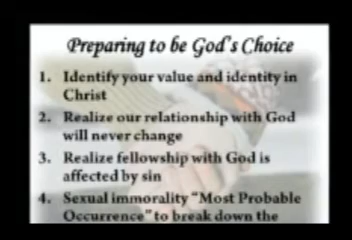 Preparing to be God's Choice
1. Identify your value and identity in
Christ
2. Realize our relationship with God
will never change
3. Realize fellowship with God is
affected by sin
4. Sexual immorality “Most Probable
Occurrence” to break down the